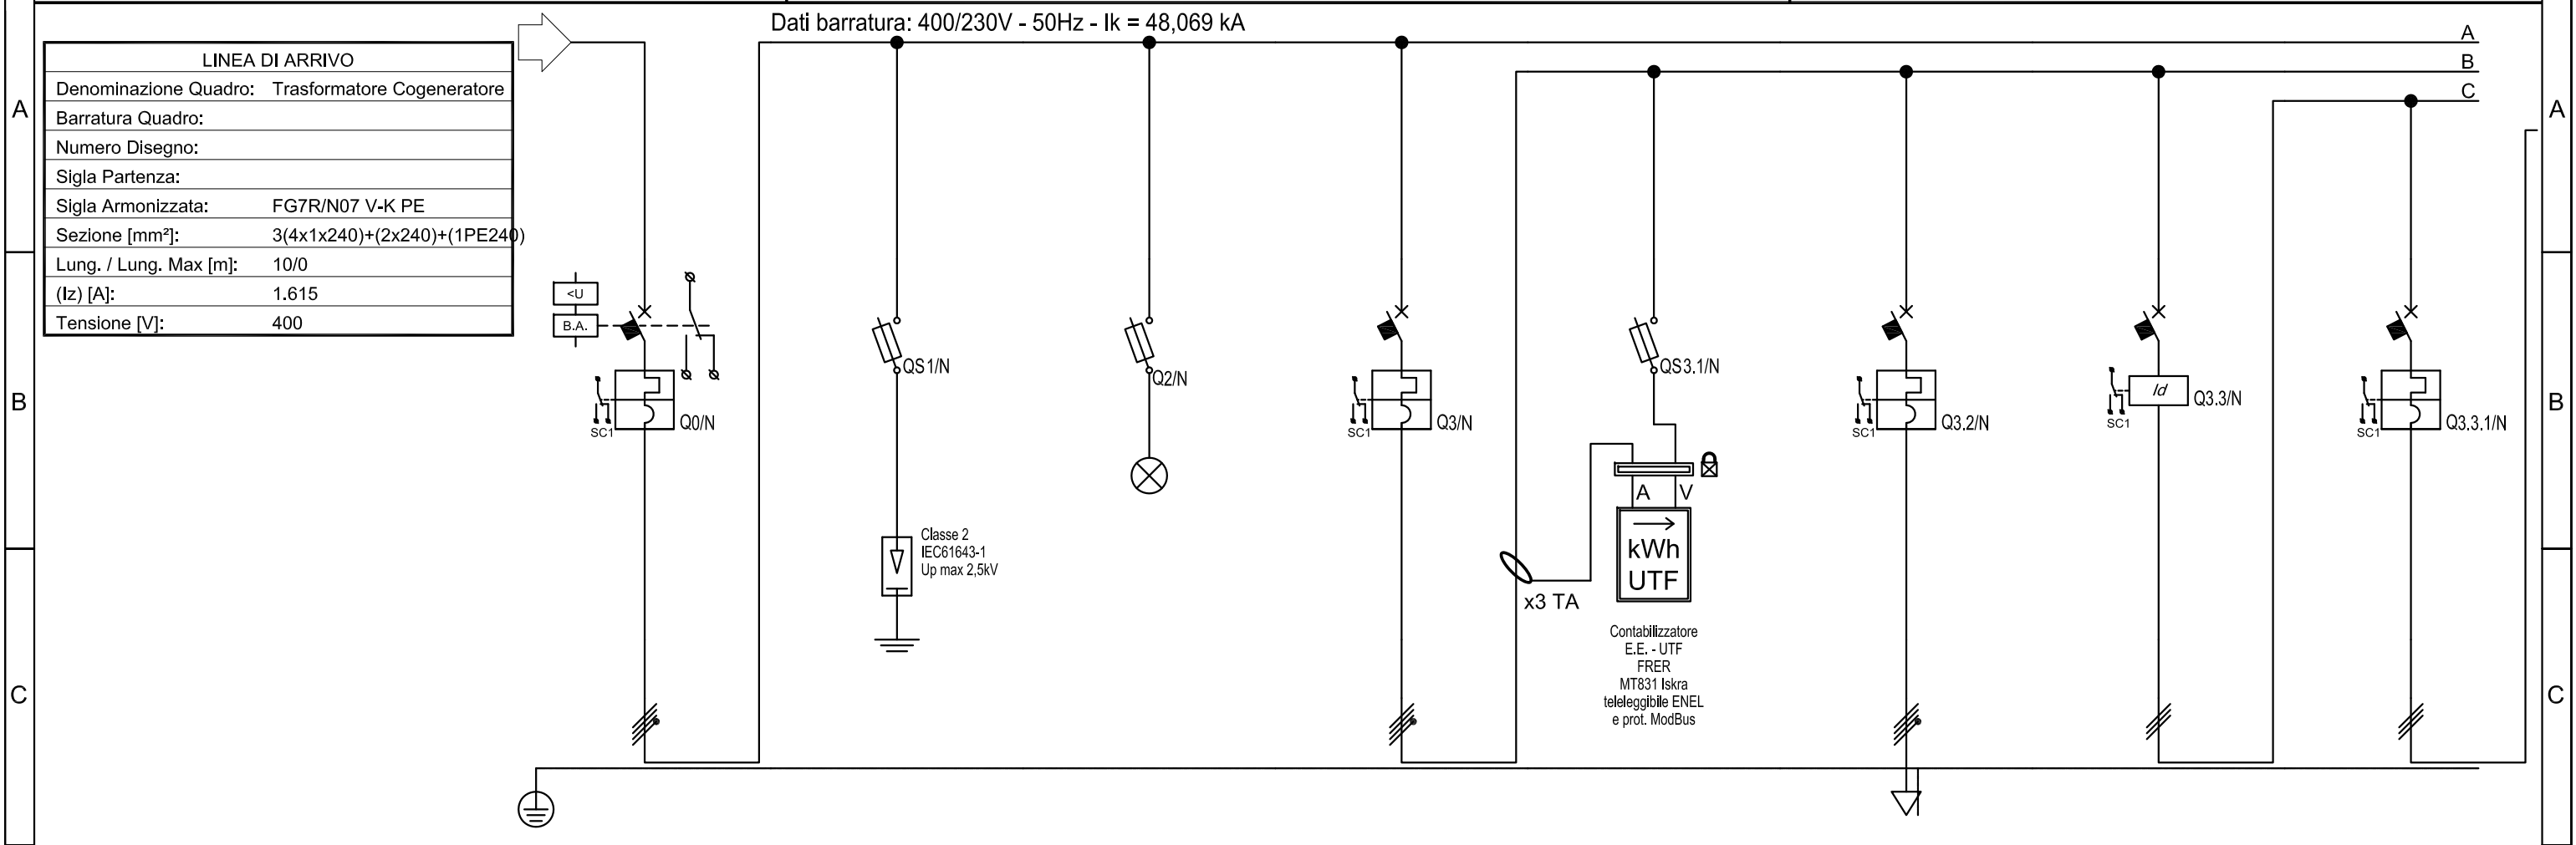 Dati barratura: 400/230V - 50Hz - Ik = 48,069 kA
A
B
C
LINEA DI ARRIVO
Denominazione Quadro: Trasformatore Cogeneratore
Barratura Quadro:
Numero Disegno:
Sigla Partenza:
Sigla Armonizzata: FG7R/N07 V-K PE
Sezione [mm²]: 3(4x1x240)+(2x240)+(1PE240)
Lung. / Lung. Max [m]: 10/0
(Iz) [A]: 1.615
Tensione [V]: 400
A
A
B
B
C
C
<U
B.A.
SC1
Q0/N
QS1/N
Q2/N
SC1
Q3/N
QS3.1/N
SC1
Q3.2/N
Id
SC1
Q3.3/N
SC1
Q3.3.1/N
Classe 2
IEC61643-1
Up max 2,5kV
A V
kWh
UTF
x3 TA
Contabilizzatore
E.E. - UTF
FRER
MT831 Iskra
teleleggibile ENEL
e prot. ModBus